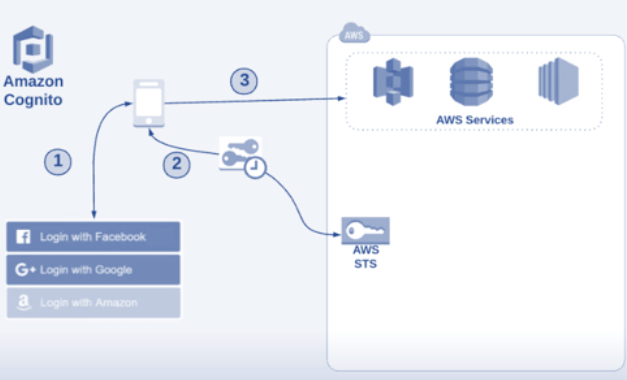 Amazon
Cognito
AWS
3
AWS Services
1
2
f Login with Facebook
G+ Login with Google
a Login with Amazon
AWS
STS